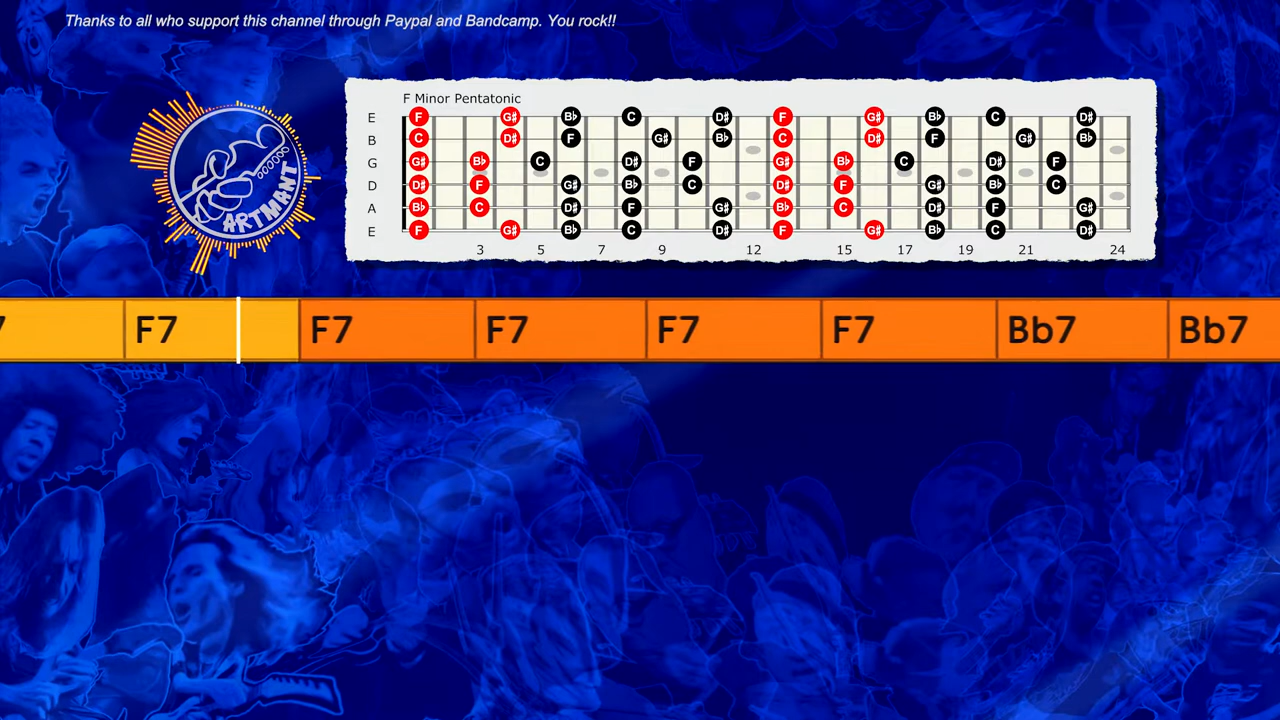 Thanks to all who support this channel through Paypal and Bandcamp. You rock!!
ARTMANT
F Minor Pentatonic
E F G# B♭ C D# F G# B♭ C D#
B C D# F G# B♭ C D# F G# B♭
G G# B♭ C D# F G# B♭ C D# F
D D# F G# B♭ C D# F G# B♭ C
A B♭ C D# F G# B♭ C D# F G#
E F G# B♭ C D# F G# B♭ C D#
3 5 7 9 12 15 17 19 21 24
7 F7 F7 F7 F7 F7 Bb7 Bb7